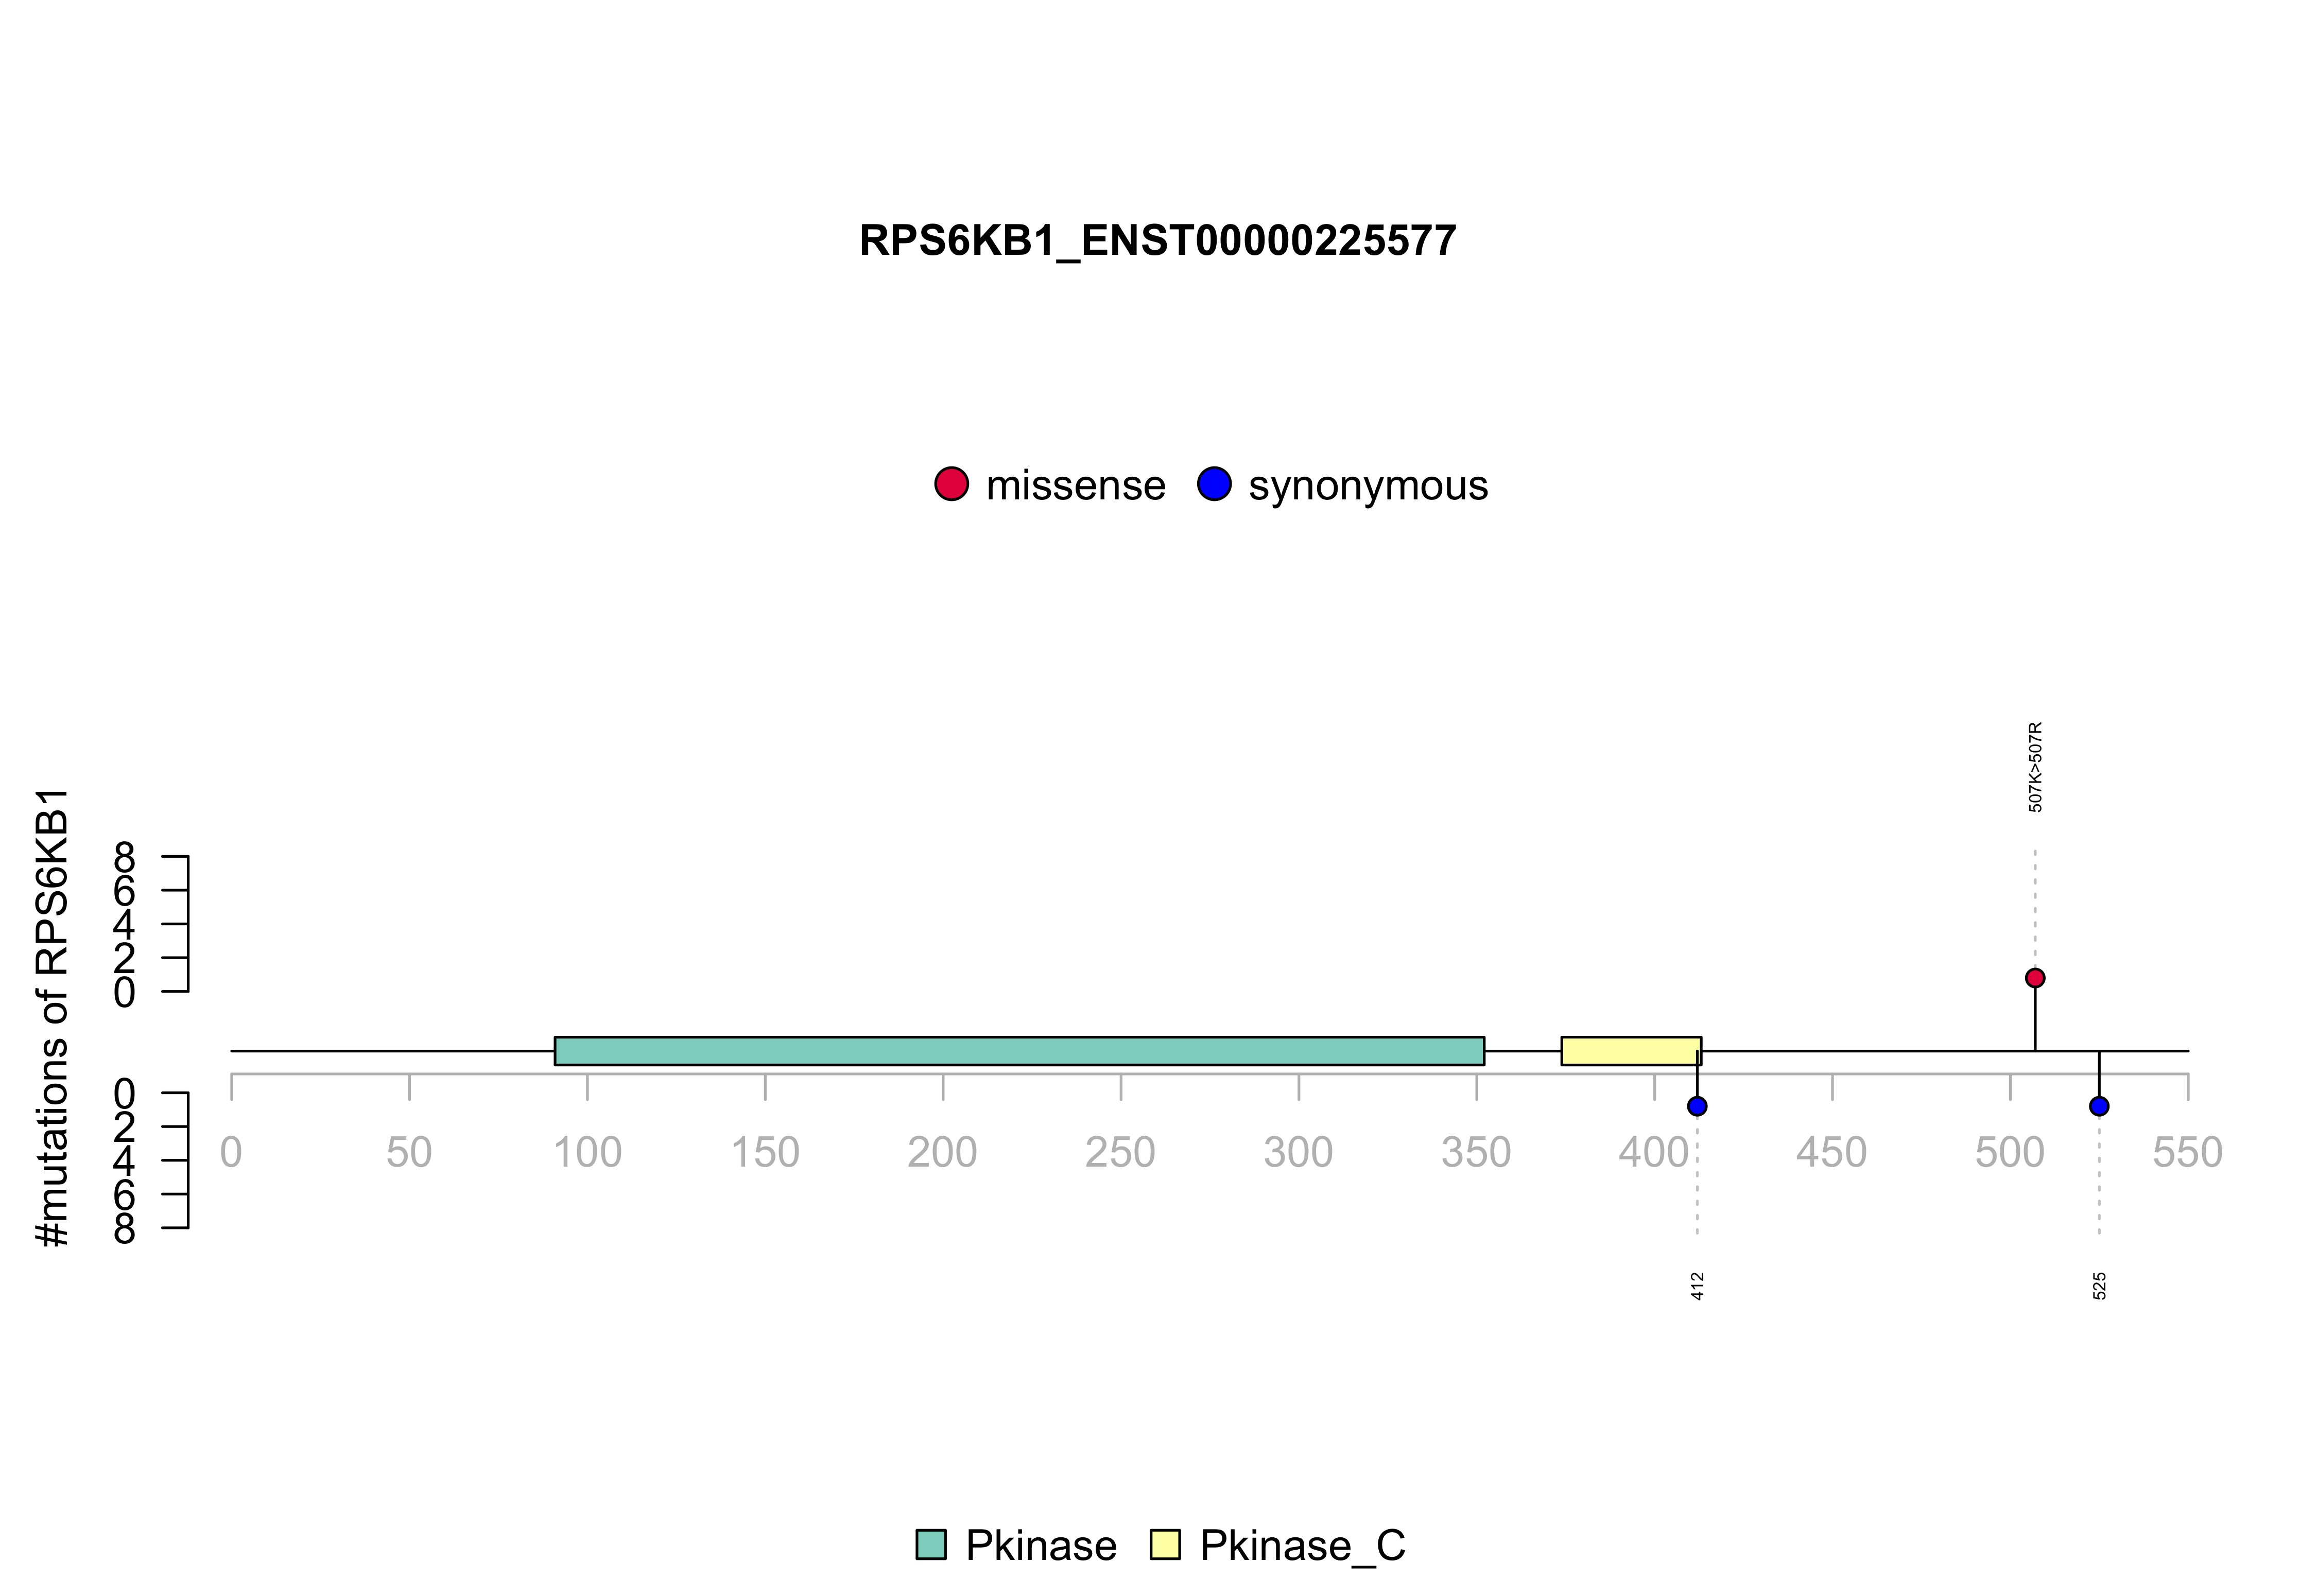 RPS6KB1_ENST00000225577
missense synonymous
507K>507R
#mutations of RPS6KB1
8
6
4
2
0
0
2
4
6
8
0 50 100 150 200 250 300 350 400 450 500 550
412 525
Pkinase Pkinase_C